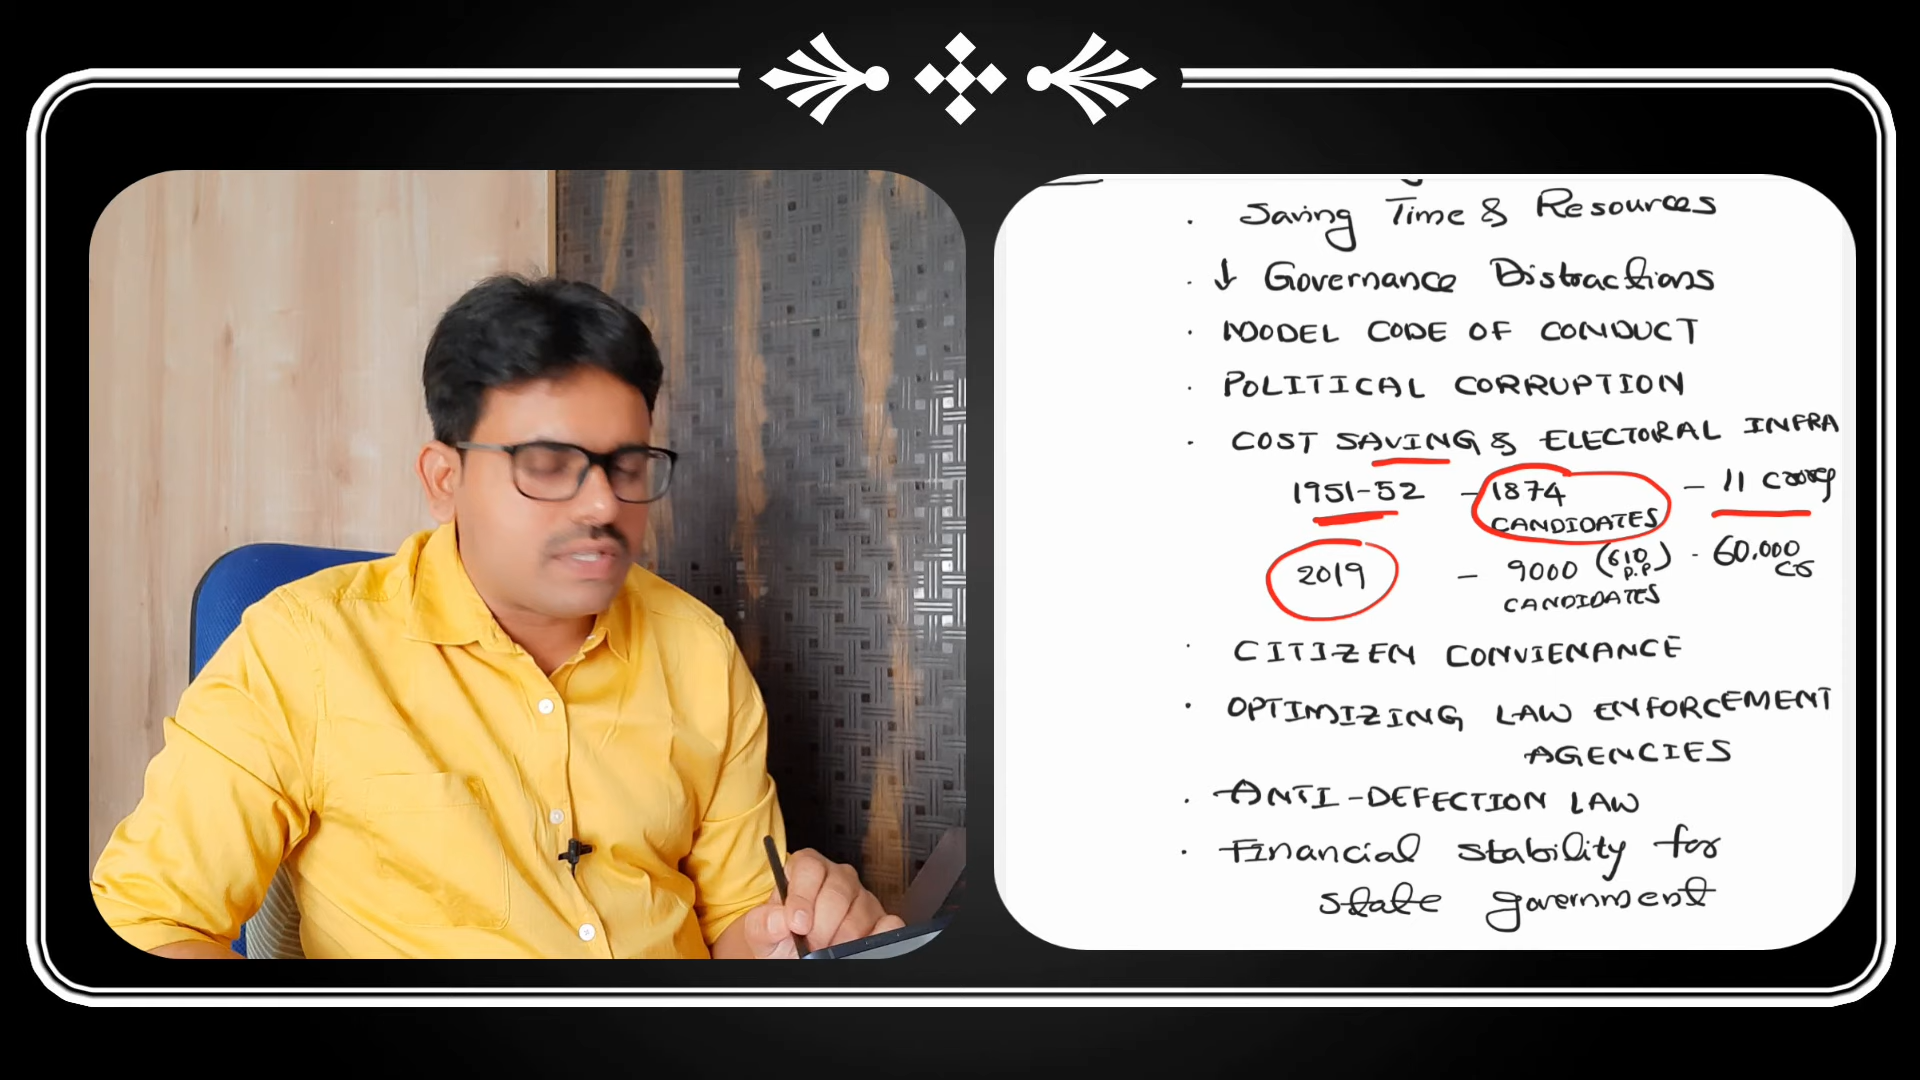 . Saving Time & Resources
. ↓ Governance Distractions
. MODEL CODE OF CONDUCT
. POLITICAL CORRUPTION
. COST SAVING & ELECTORAL INFRA
1951-52 - 1874 CANDIDATES - 11 crore
2019 - 9000 (610 P.P) CANDIDATES - 60,000 Cr
. CITIZEN CONVIENANCE
. OPTIMIZING LAW ENFORCEMENT
AGENCIES
. ANTI-DEFECTION LAW
. Financial stability for
state government